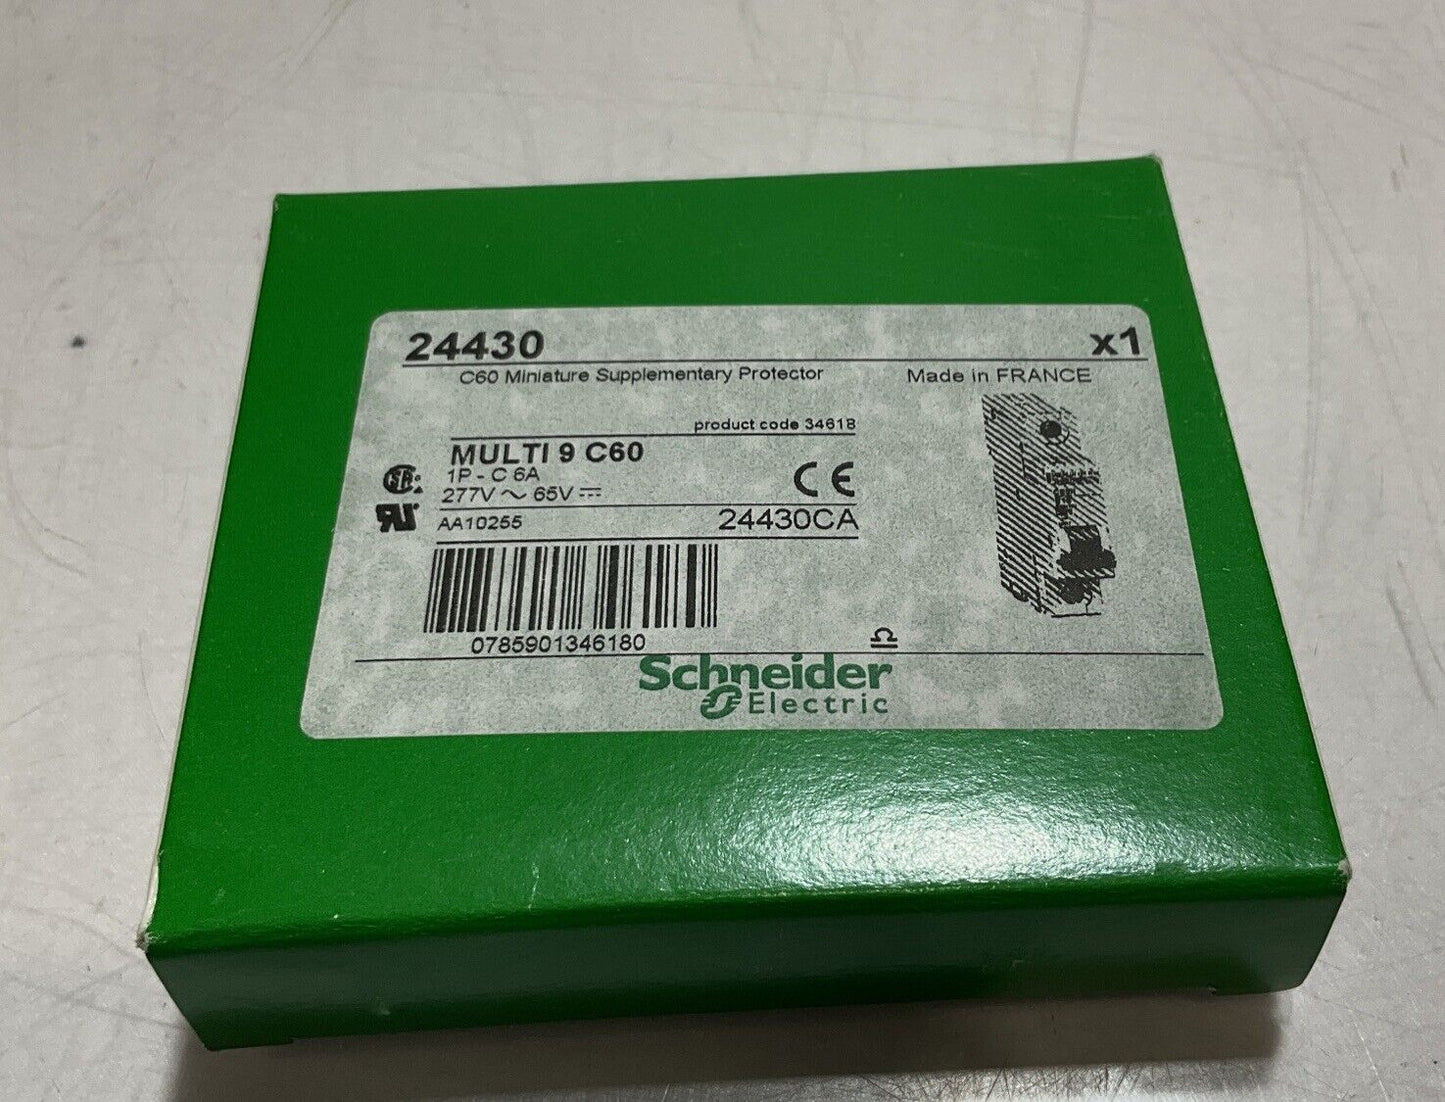 24430 x1
C60 Miniature Supplementary Protector Made in FRANCE
product code 34618
MULTI 9 C60
1P - C 6A
277V ~ 65V ⎓
CE
AA10255 24430CA
0785901346180
Schneider
Electric